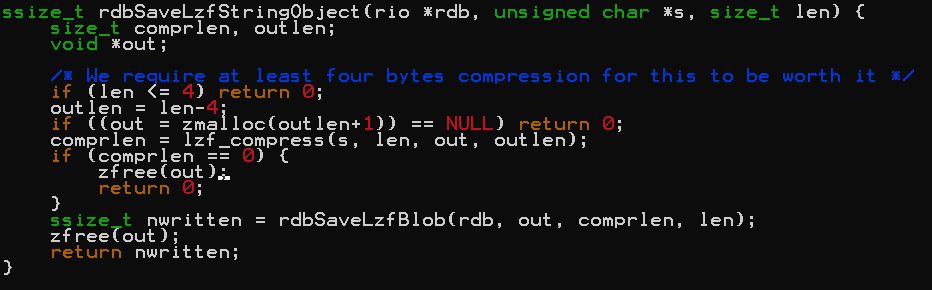 ssize_t rdbSaveLzfStringObject(rio *rdb, unsigned char *s, size_t len) {
    size_t comprlen, outlen;
    void *out;

    /* We require at least four bytes compression for this to be worth it */
    if (len <= 4) return 0;
    outlen = len-4;
    if ((out = zmalloc(outlen+1)) == NULL) return 0;
    comprlen = lzf_compress(s, len, out, outlen);
    if (comprlen == 0) {
        zfree(out);
        return 0;
    }
    ssize_t nwritten = rdbSaveLzfBlob(rdb, out, comprlen, len);
    zfree(out);
    return nwritten;
}